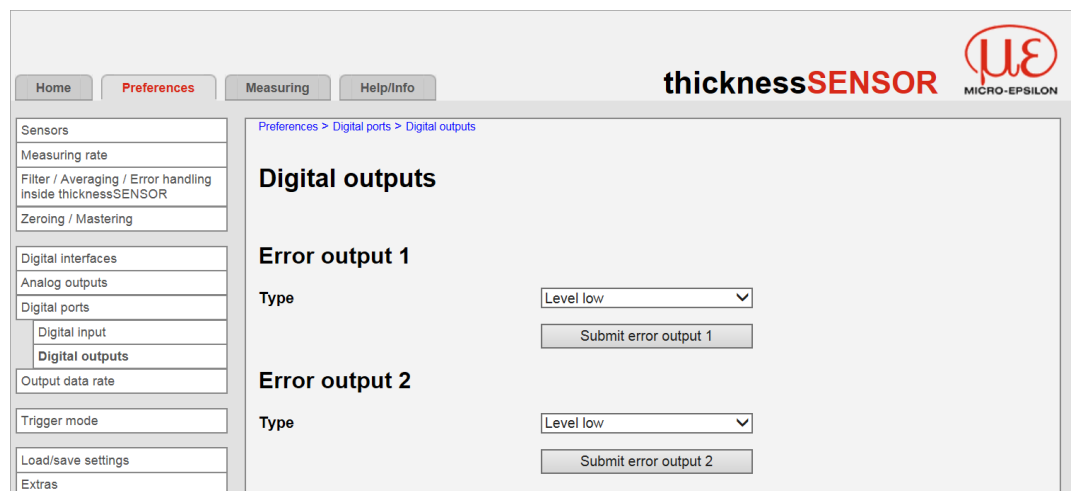 µε
MICRO-EPSILON
thicknessSENSOR
Home
Preferences
Measuring
Help/Info
Sensors
Measuring rate
Filter / Averaging / Error handling
inside thicknessSENSOR
Zeroing / Mastering
Digital interfaces
Analog outputs
Digital ports
Digital input
Digital outputs
Output data rate
Trigger mode
Load/save settings
Extras
Preferences > Digital ports > Digital outputs
Digital outputs
Error output 1
Type
Level low
Submit error output 1
Error output 2
Type
Level low
Submit error output 2